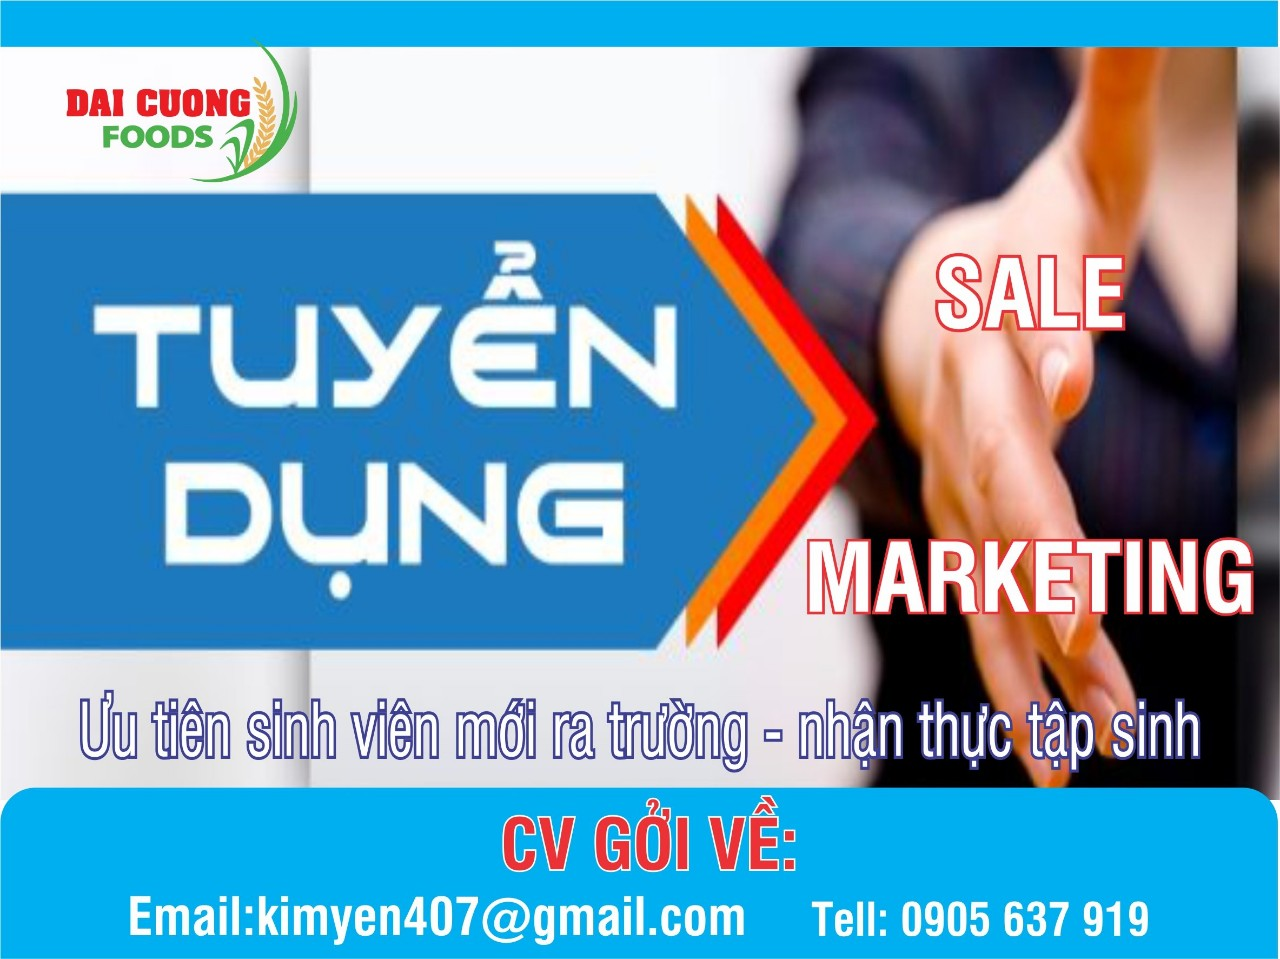 DAI CUONG
FOODS
TUYỂN
DỤNG
SALE
MARKETING
Ưu tiên sinh viên mới ra trường - nhận thực tập sinh
CV GỞI VỀ:
Email:kimyen407@gmail.com Tell: 0905 637 919